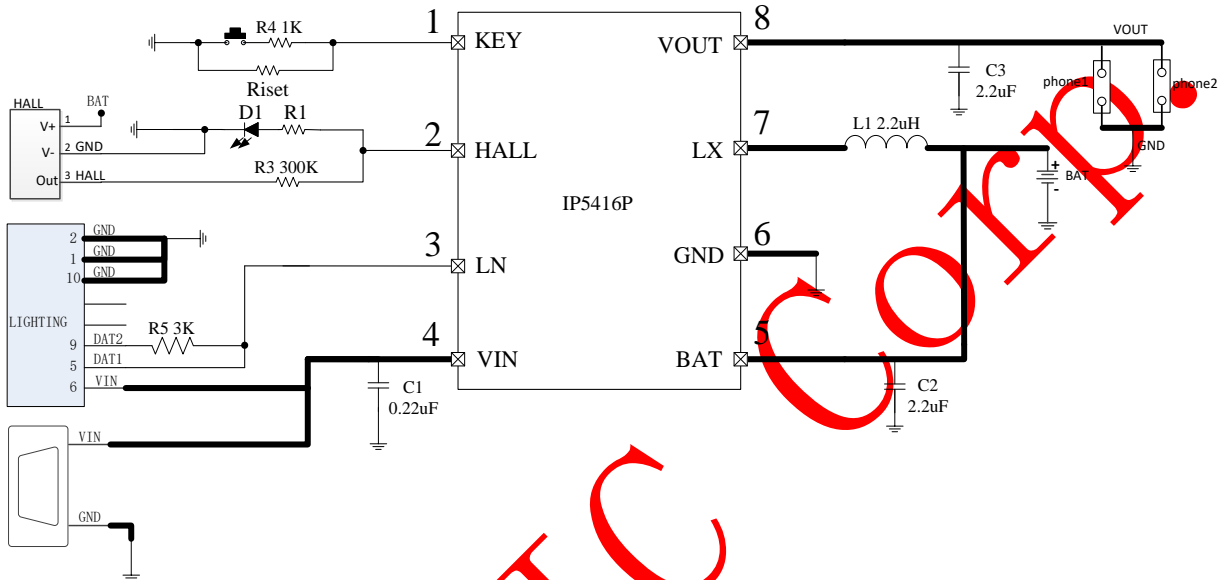 1
R4 1K
KEY
Riset
HALL
BAT
V+ 1
V- 2 GND
Out 3 HALL
D1
R1
R3 300K
2
HALL
IP5416P
8
VOUT
VOUT
C3
2.2uF
phone1
phone2
GND
7
LX
L1 2.2uH
+
BAT
-
6
GND
5
BAT
C2
2.2uF
3
LN
LIGHTING
2 GND
1 GND
10 GND
9 DAT2
R5 3K
5 DAT1
6 VIN
4
VIN
C1
0.22uF
VIN
GND
C Corp.